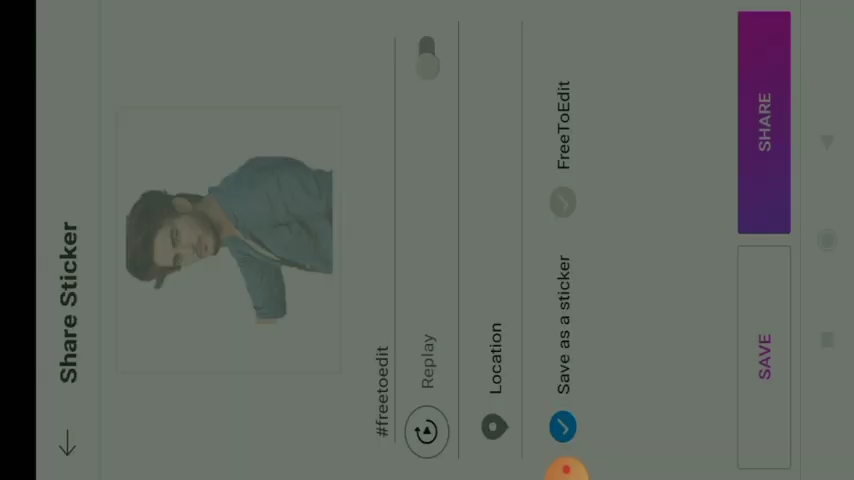 Share Sticker
#freetoedit
Replay
Location
Save as a sticker
FreeToEdit
SAVE
SHARE